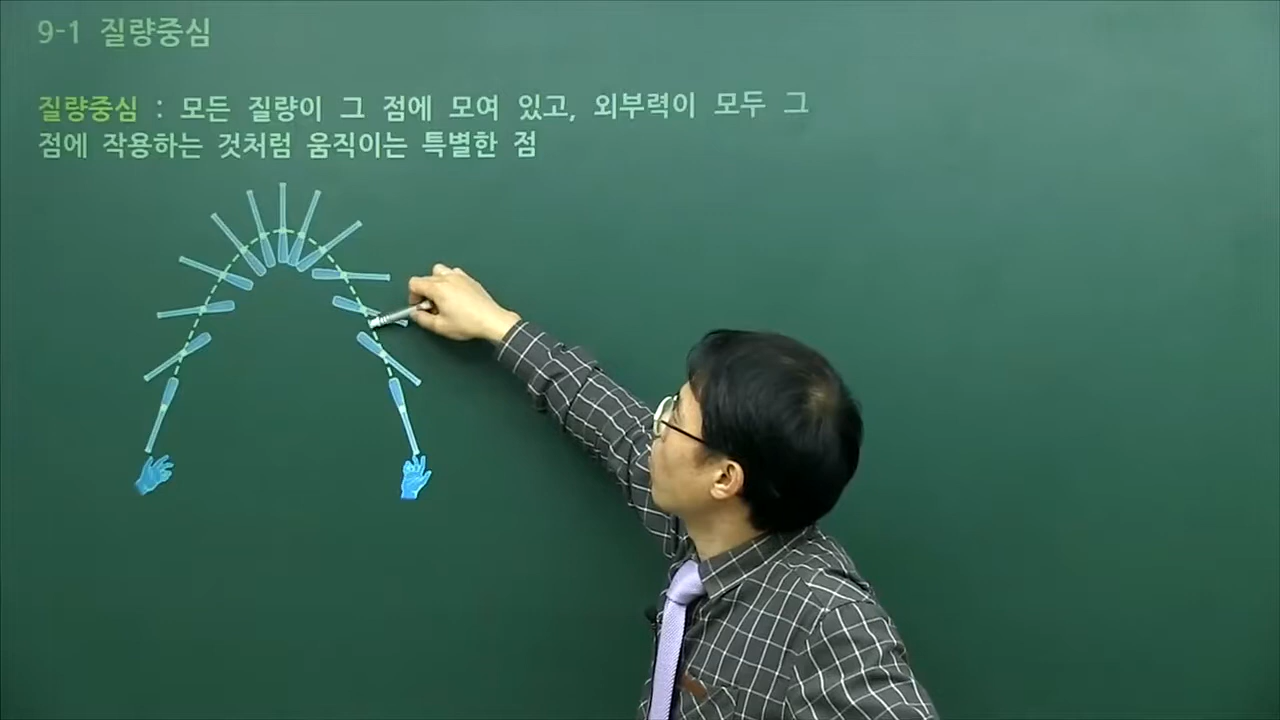 9-1 질량중심
질량중심 : 모든 질량이 그 점에 모여 있고, 외부력이 모두 그
점에 작용하는 것처럼 움직이는 특별한 점